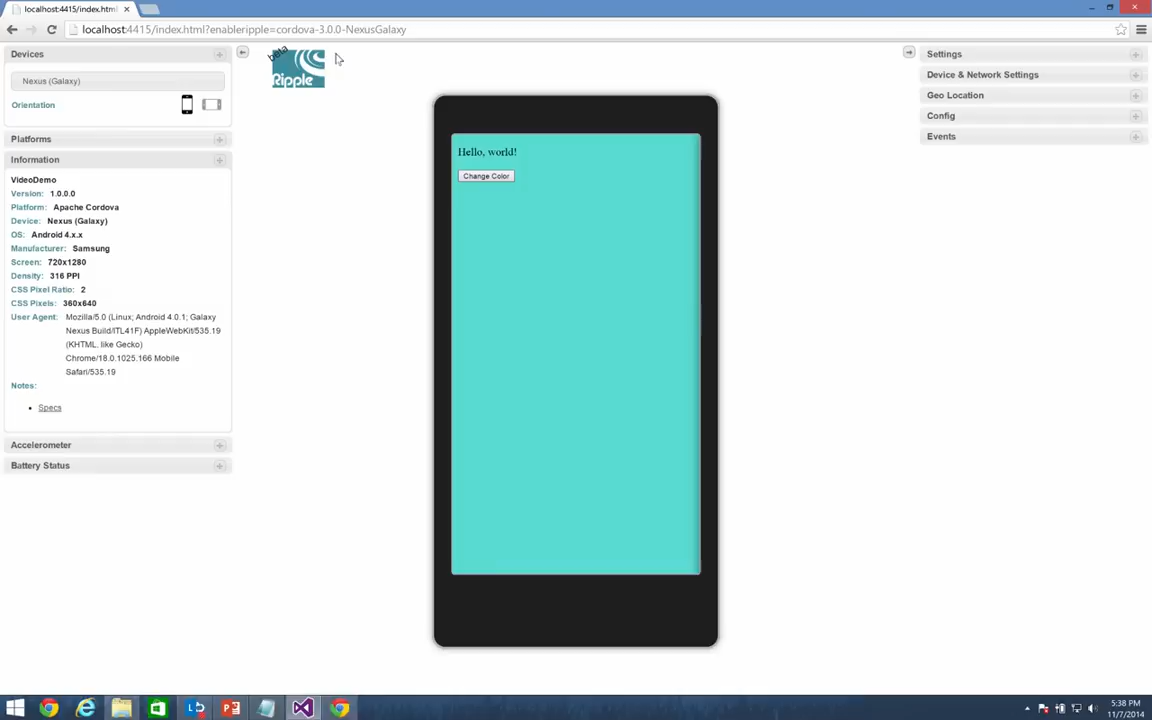 localhost:4415/index.html
localhost:4415/index.html?enableripple=cordova-3.0.0-NexusGalaxy
Devices
Nexus (Galaxy)
Orientation
Platforms
Information
VideoDemo
Version: 1.0.0.0
Platform: Apache Cordova
Device: Nexus (Galaxy)
OS: Android 4.x.x
Manufacturer: Samsung
Screen: 720x1280
Density: 316 PPI
CSS Pixel Ratio: 2
CSS Pixels: 360x640
User Agent: Mozilla/5.0 (Linux; Android 4.0.1; Galaxy
Nexus Build/ITL41F) AppleWebKit/535.19
(KHTML, like Gecko)
Chrome/18.0.1025.166 Mobile
Safari/535.19
Notes:
Specs
Accelerometer
Battery Status
beta
Ripple
Hello, world!
Change Color
Settings
Device & Network Settings
Geo Location
Config
Events
5:38 PM
11/7/2014